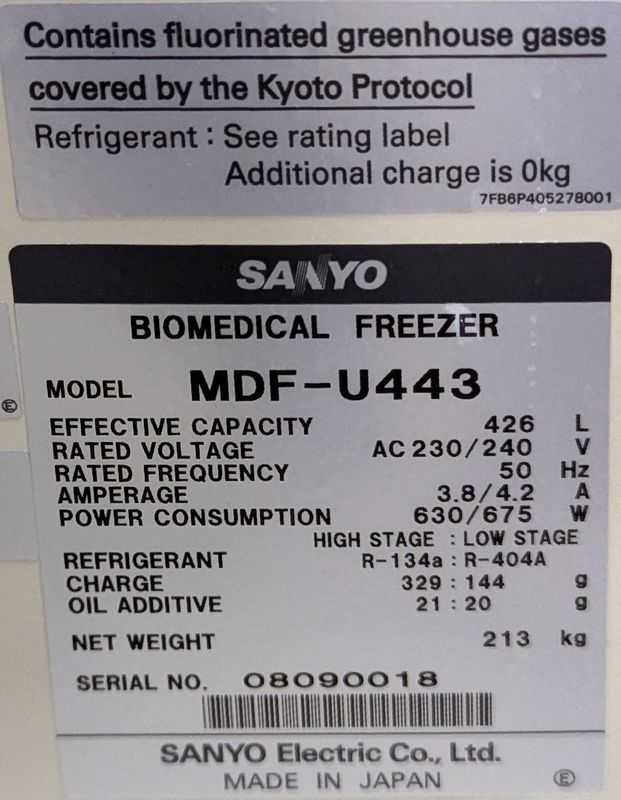 Contains fluorinated greenhouse gases
covered by the Kyoto Protocol
Refrigerant : See rating label
Additional charge is 0kg
7FB6P405278001
SANYO
BIOMEDICAL FREEZER
MODEL MDF-U443
EFFECTIVE CAPACITY 426 L
RATED VOLTAGE AC 230/240 V
RATED FREQUENCY 50 Hz
AMPERAGE 3.8/4.2 A
POWER CONSUMPTION 630/675 W
HIGH STAGE : LOW STAGE
REFRIGERANT R-134a : R-404A
CHARGE 329 : 144 g
OIL ADDITIVE 21 : 20 g
NET WEIGHT 213 kg
SERIAL NO. 08090018
SANYO Electric Co., Ltd.
MADE IN JAPAN Ⓔ
Ⓔ